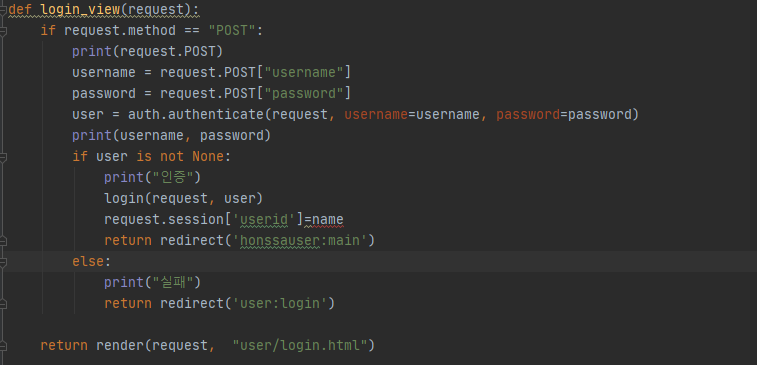 def login_view(request):
    if request.method == "POST":
        print(request.POST)
        username = request.POST["username"]
        password = request.POST["password"]
        user = auth.authenticate(request, username=username, password=password)
        print(username, password)
        if user is not None:
            print("인증")
            login(request, user)
            request.session['userid']=name
            return redirect('honssauser:main')
        else:
            print("실패")
            return redirect('user:login')
    return render(request,  "user/login.html")